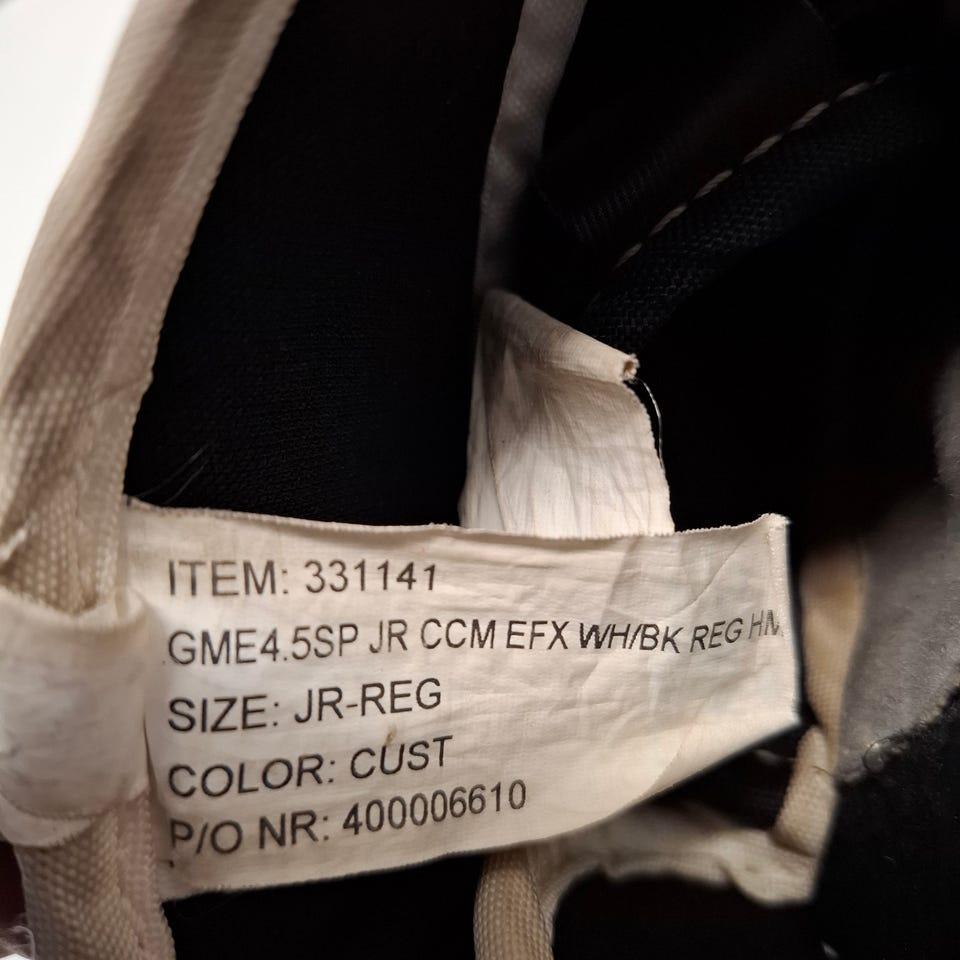 ITEM: 331141
GME4.5SP JR CCM EFX WH/BK REG
SIZE: JR-REG
COLOR: CUST
P/O NR: 400006610